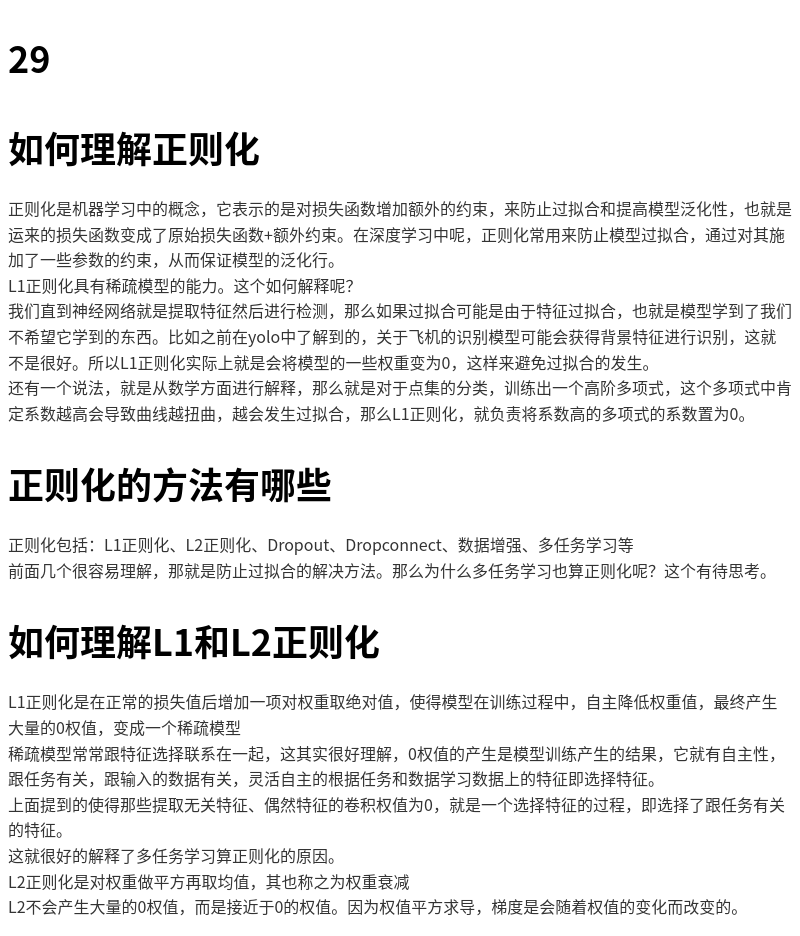 29
如何理解正则化
正则化是机器学习中的概念，它表示的是对损失函数增加额外的约束，来防止过拟合和提高模型泛化性，也就是
运来的损失函数变成了原始损失函数+额外约束。在深度学习中呢，正则化常用来防止模型过拟合，通过对其施
加了一些参数的约束，从而保证模型的泛化行。
L1正则化具有稀疏模型的能力。这个如何解释呢？
我们直到神经网络就是提取特征然后进行检测，那么如果过拟合可能是由于特征过拟合，也就是模型学到了我们
不希望它学到的东西。比如之前在yolo中了解到的，关于飞机的识别模型可能会获得背景特征进行识别，这就
不是很好。所以L1正则化实际上就是会将模型的一些权重变为0，这样来避免过拟合的发生。
还有一个说法，就是从数学方面进行解释，那么就是对于点集的分类，训练出一个高阶多项式，这个多项式中肯
定系数越高会导致曲线越扭曲，越会发生过拟合，那么L1正则化，就负责将系数高的多项式的系数置为0。
正则化的方法有哪些
正则化包括：L1正则化、L2正则化、Dropout、Dropconnect、数据增强、多任务学习等
前面几个很容易理解，那就是防止过拟合的解决方法。那么为什么多任务学习也算正则化呢？这个有待思考。
如何理解L1和L2正则化
L1正则化是在正常的损失值后增加一项对权重取绝对值，使得模型在训练过程中，自主降低权重值，最终产生
大量的0权值，变成一个稀疏模型
稀疏模型常常跟特征选择联系在一起，这其实很好理解，0权值的产生是模型训练产生的结果，它就有自主性，
跟任务有关，跟输入的数据有关，灵活自主的根据任务和数据学习数据上的特征即选择特征。
上面提到的使得那些提取无关特征、偶然特征的卷积权值为0，就是一个选择特征的过程，即选择了跟任务有关
的特征。
这就很好的解释了多任务学习算正则化的原因。
L2正则化是对权重做平方再取均值，其也称之为权重衰减
L2不会产生大量的0权值，而是接近于0的权值。因为权值平方求导，梯度是会随着权值的变化而改变的。